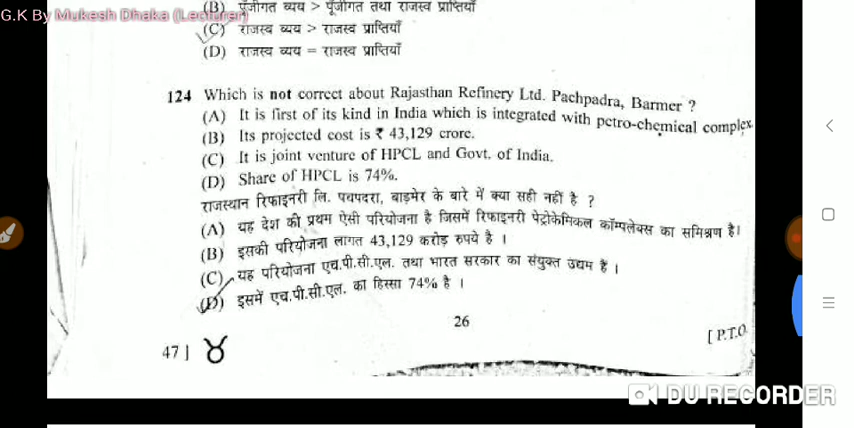 (B) पूँजीगत व्यय > पूँजीगत तथा राजस्व प्राप्तियाँ
G.K By Mukesh Dhaka (Lecturer)
(C) राजस्व व्यय > राजस्व प्राप्तियाँ
(D) राजस्व व्यय = राजस्व प्राप्तियाँ
124 Which is not correct about Rajasthan Refinery Ltd. Pachpadra, Barmer ?
(A) It is first of its kind in India which is integrated with petro-chemical complex
(B) Its projected cost is ₹ 43,129 crore.
(C) It is joint venture of HPCL and Govt. of India.
(D) Share of HPCL is 74%.
राजस्थान रिफाइनरी लि. पचपदरा, बाड़मेर के बारे में क्या सही नहीं है ?
(A) यह देश की प्रथम ऐसी परियोजना है जिसमें रिफाइनरी पेट्रोकेमिकल कॉम्पलेक्स का समिश्रण है।
(B) इसकी परियोजना लागत 43,129 करोड़ रुपये है ।
(C) यह परियोजना एच.पी.सी.एल. तथा भारत सरकार का संयुक्त उद्यम है ।
(D) इसमें एच.पी.सी.एल. का हिस्सा 74% है ।
26
47 ]
[ P.T.O.
DU RECORDER